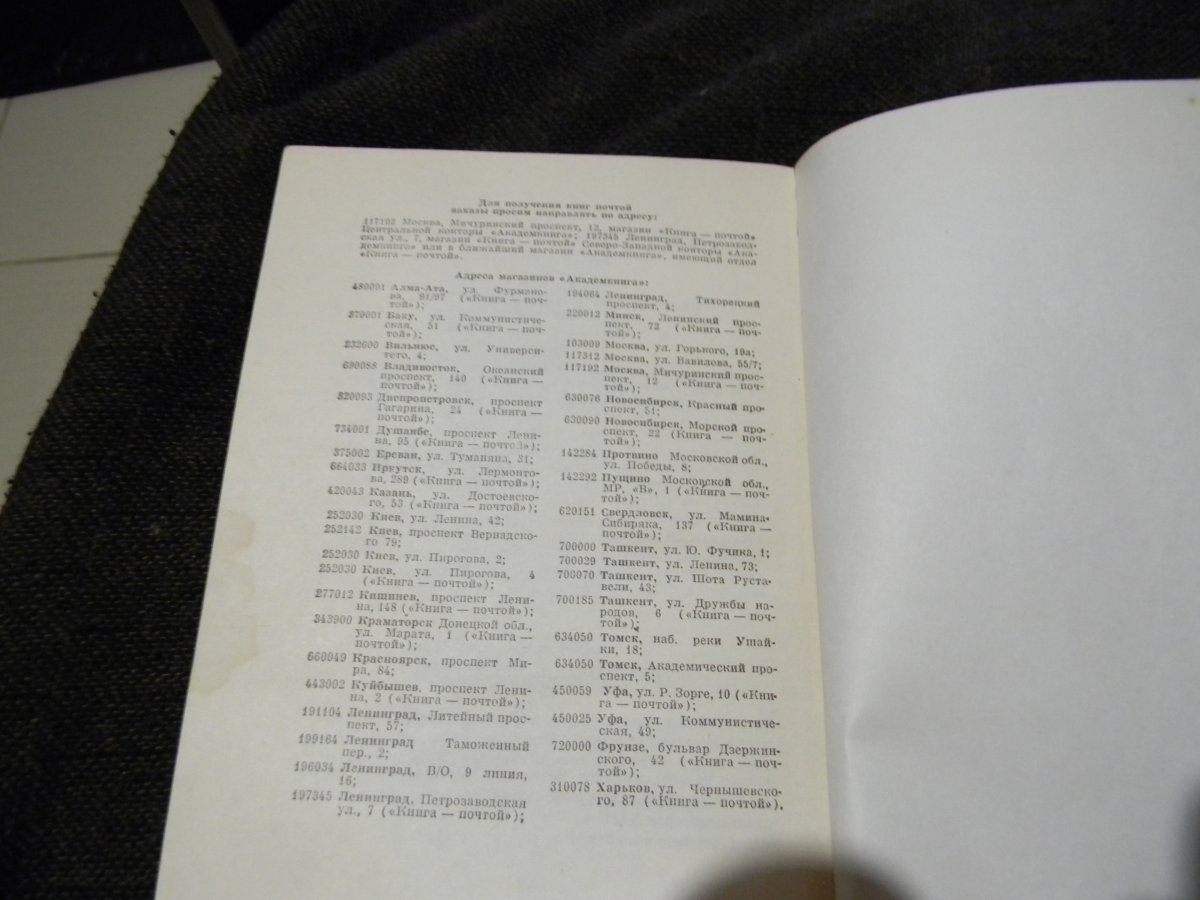 Для получения книг почтой
заказы просим направлять по адресу:
117192 Москва, Мичуринский проспект, 12, магазин «Книга — почтой»
Центральной конторы «Академкнига»; 197345 Ленинград, Петрозавод-
ская ул., 7, магазин «Книга — почтой» Северо-Западной конторы «Ака-
демкнига» или в ближайший магазин «Академкнига», имеющий отдел
«Книга — почтой».
Адреса магазинов «Академкнига»:
480091 Алма-Ата, ул. Фурмано-
ва, 91/97 («Книга — поч-
той»);
370001 Баку, ул. Коммунистиче-
ская, 51 («Книга — поч-
той»);
232600 Вильнюс, ул. Универси-
тето, 4;
690088 Владивосток, Океанский
проспект, 140 («Книга —
почтой»);
320093 Днепропетровск, проспект
Гагарина, 24 («Книга —
почтой»);
734001 Душанбе, проспект Лени-
на, 95 («Книга — почтой»);
375002 Ереван, ул. Туманяна, 31;
664033 Иркутск, ул. Лермонто-
ва, 289 («Книга — почтой»);
420043 Казань, ул. Достоевско-
го, 53 («Книга — почтой»);
252030 Киев, ул. Ленина, 42;
252142 Киев, проспект Вернадско-
го 79;
252030 Киев, ул. Пирогова, 2;
252030 Киев, ул. Пирогова, 4
(«Книга — почтой»);
277012 Кишинев, проспект Лени-
на, 148 («Книга — почтой»);
343900 Краматорск Донецкой обл.,
ул. Марата, 1 («Книга —
почтой»);
660049 Красноярск, проспект Ми-
ра, 84;
443002 Куйбышев, проспект Лени-
на, 2 («Книга — почтой»);
191104 Ленинград, Литейный прос-
пект, 57;
199164 Ленинград Таможенный
пер., 2;
196034 Ленинград, В/О, 9 линия,
16;
197345 Ленинград, Петрозаводская
ул., 7 («Книга — почтой»);
194064 Ленинград, Тихорецкий
проспект, 4;
220012 Минск, Ленинский прос-
пект, 72 («Книга — поч-
той»);
103009 Москва, ул. Горького, 19а;
117312 Москва, ул. Вавилова, 55/7;
117192 Москва, Мичуринский прос-
пект, 12 («Книга — поч-
той»);
630076 Новосибирск, Красный про-
спект, 51;
630090 Новосибирск, Морской про-
спект, 22 (Книга — поч-
той»);
142284 Протвино Московской обл.,
ул. Победы, 8;
142292 Пущино Московской обл.,
МР, «В», 1 («Книга — поч-
той»);
620151 Свердловск, ул. Мамина-
Сибиряка, 137 («Книга —
почтой»);
700000 Ташкент, ул. Ю. Фучика, 1;
700029 Ташкент, ул. Ленина, 73;
700070 Ташкент, ул. Шота Руста-
вели, 43;
700185 Ташкент, ул. Дружбы на-
родов, 6 («Книга — поч-
той»);
634050 Томск, наб. реки Ушай-
ки, 18;
634050 Томск, Академический про-
спект, 5;
450059 Уфа, ул. Р. Зорге, 10 («Кни-
га — почтой»);
450025 Уфа, ул. Коммунистиче-
ская, 49;
720000 Фрунзе, бульвар Дзержин-
ского, 42 («Книга — поч-
той»);
310078 Харьков, ул. Чернышевско-
го, 87 («Книга — почтой»).